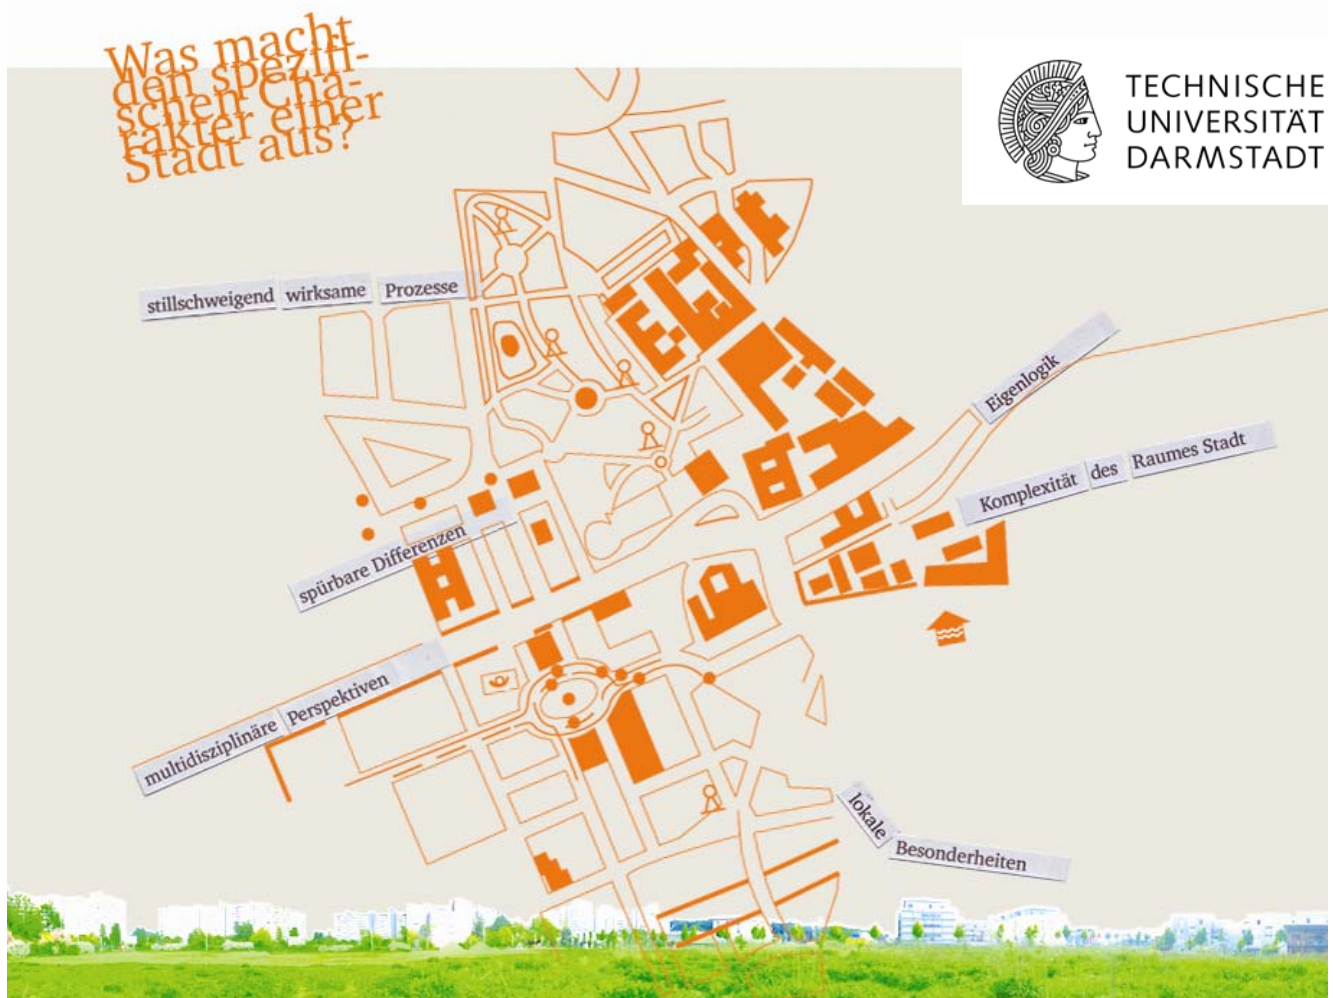 Was macht
den spezifi-
schen Cha-
rakter einer
Stadt aus?
TECHNISCHE
UNIVERSITÄT
DARMSTADT
stillschweigend wirksame Prozesse
Eigenlogik
Komplexität des Raumes Stadt
spürbare Differenzen
multidisziplinäre Perspektiven
lokale
Besonderheiten